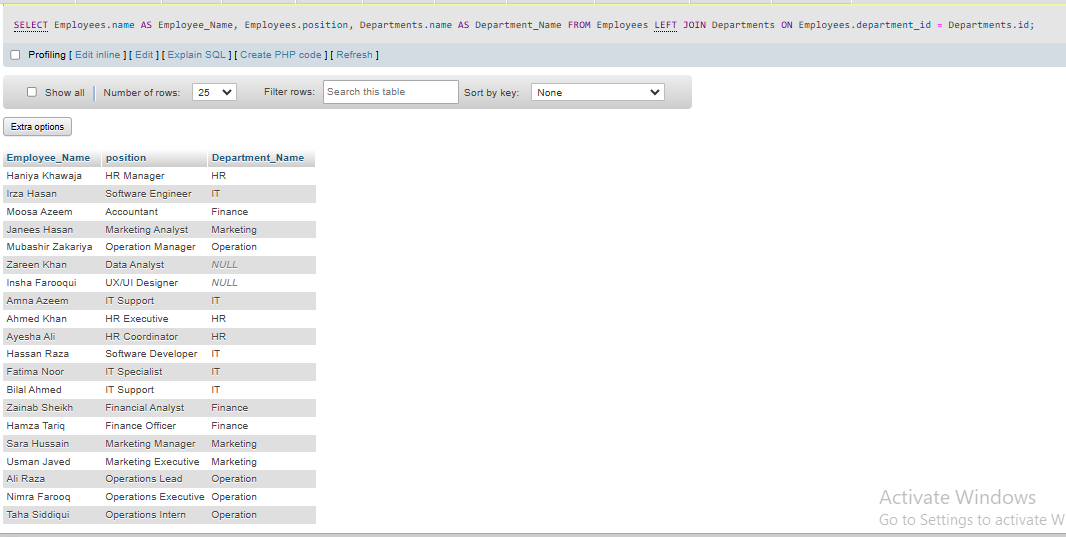 SELECT Employees.name AS Employee_Name, Employees.position, Departments.name AS Department_Name FROM Employees LEFT JOIN Departments ON Employees.department_id = Departments.id;
Profiling [ Edit inline ] [ Edit ] [ Explain SQL ] [ Create PHP code ] [ Refresh ]
Show all Number of rows: 25 Filter rows: Search this table Sort by key: None
Extra options
Employee_Name position Department_Name
Haniya Khawaja HR Manager HR
Irza Hasan Software Engineer IT
Moosa Azeem Accountant Finance
Janees Hasan Marketing Analyst Marketing
Mubashir Zakariya Operation Manager Operation
Zareen Khan Data Analyst NULL
Insha Farooqui UX/UI Designer NULL
Amna Azeem IT Support IT
Ahmed Khan HR Executive HR
Ayesha Ali HR Coordinator HR
Hassan Raza Software Developer IT
Fatima Noor IT Specialist IT
Bilal Ahmed IT Support IT
Zainab Sheikh Financial Analyst Finance
Hamza Tariq Finance Officer Finance
Sara Hussain Marketing Manager Marketing
Usman Javed Marketing Executive Marketing
Ali Raza Operations Lead Operation
Nimra Farooq Operations Executive Operation
Taha Siddiqui Operations Intern Operation
Activate Windows
Go to Settings to activate W